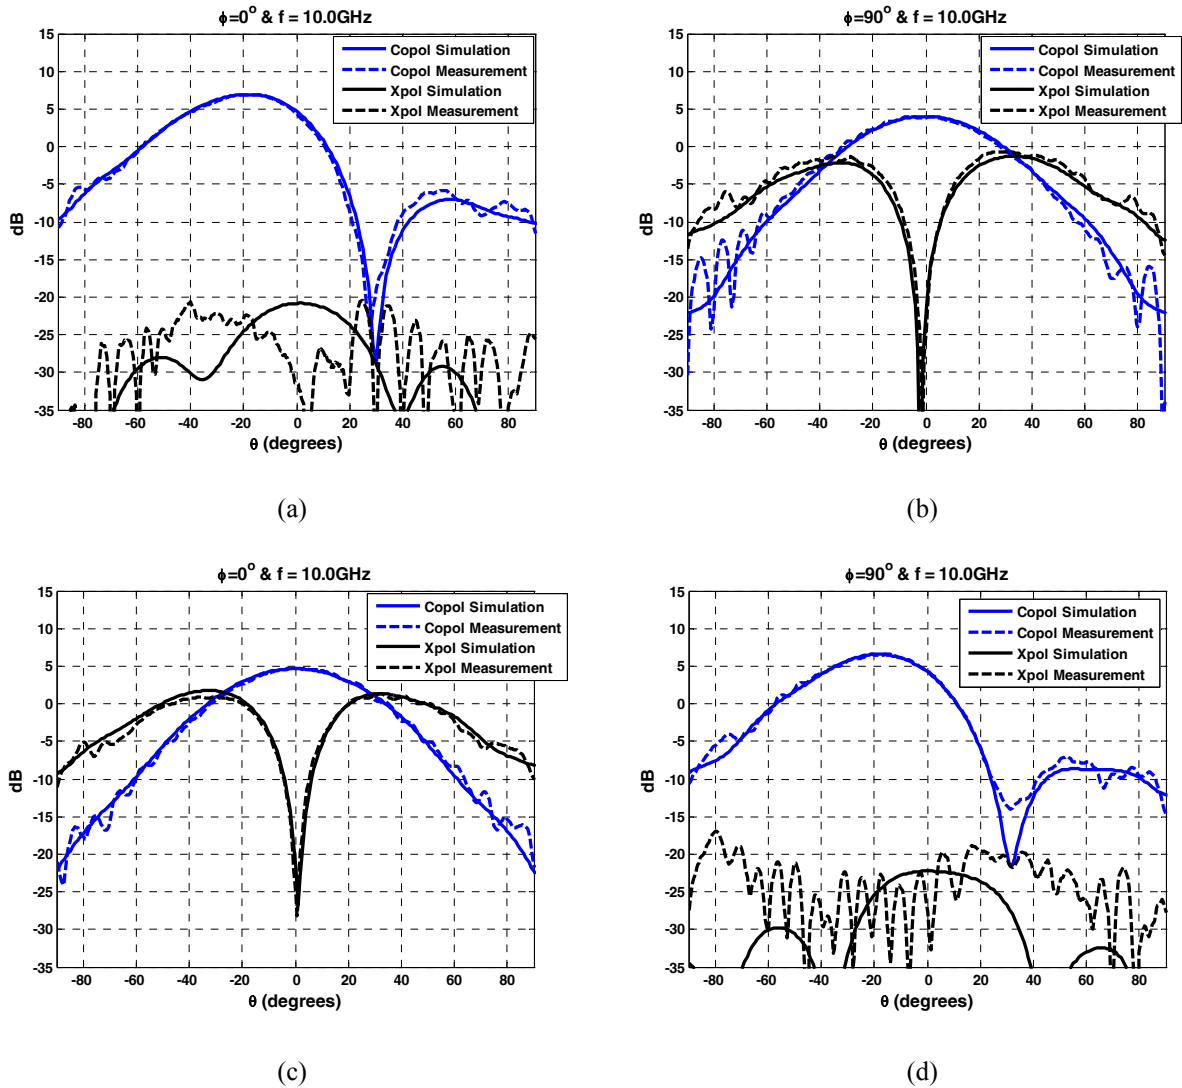 ϕ=0° & f = 10.0GHz
15
10
5
0
-5
-10
-15
-20
-25
-30
-35
dB
Copol Simulation
Copol Measurement
Xpol Simulation
Xpol Measurement
-80 -60 -40 -20 0 20 40 60 80
θ (degrees)
(a)
ϕ=90° & f = 10.0GHz
15
10
5
0
-5
-10
-15
-20
-25
-30
-35
dB
Copol Simulation
Copol Measurement
Xpol Simulation
Xpol Measurement
-80 -60 -40 -20 0 20 40 60 80
θ (degrees)
(b)
ϕ=0° & f = 10.0GHz
15
10
5
0
-5
-10
-15
-20
-25
-30
-35
dB
Copol Simulation
Copol Measurement
Xpol Simulation
Xpol Measurement
-80 -60 -40 -20 0 20 40 60 80
θ (degrees)
(c)
ϕ=90° & f = 10.0GHz
15
10
5
0
-5
-10
-15
-20
-25
-30
-35
dB
Copol Simulation
Copol Measurement
Xpol Simulation
Xpol Measurement
-80 -60 -40 -20 0 20 40 60 80
θ (degrees)
(d)